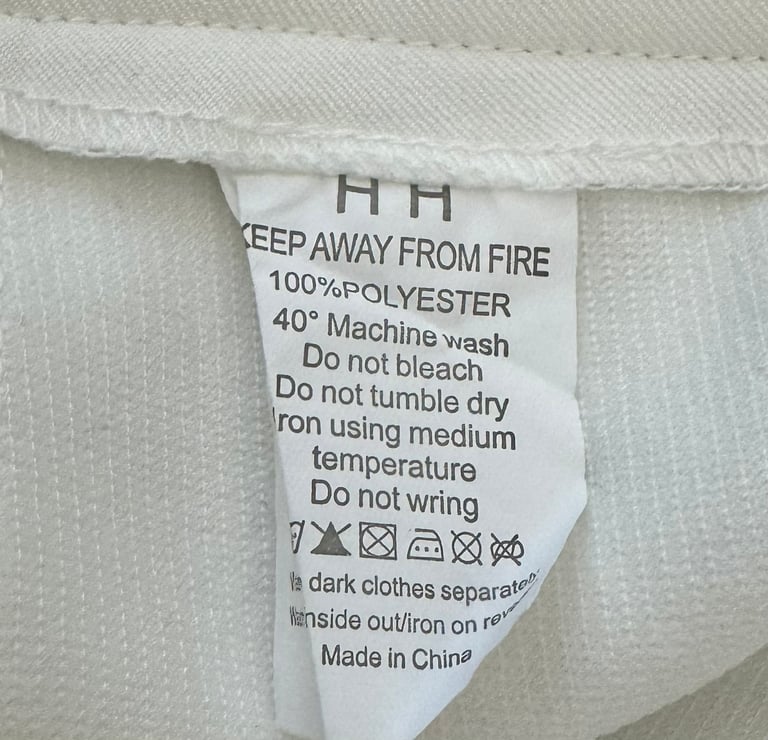 H H
KEEP AWAY FROM FIRE
100%POLYESTER
40° Machine wash
Do not bleach
Do not tumble dry
Iron using medium
temperature
Do not wring
dark clothes separately
inside out/iron on
Made in China